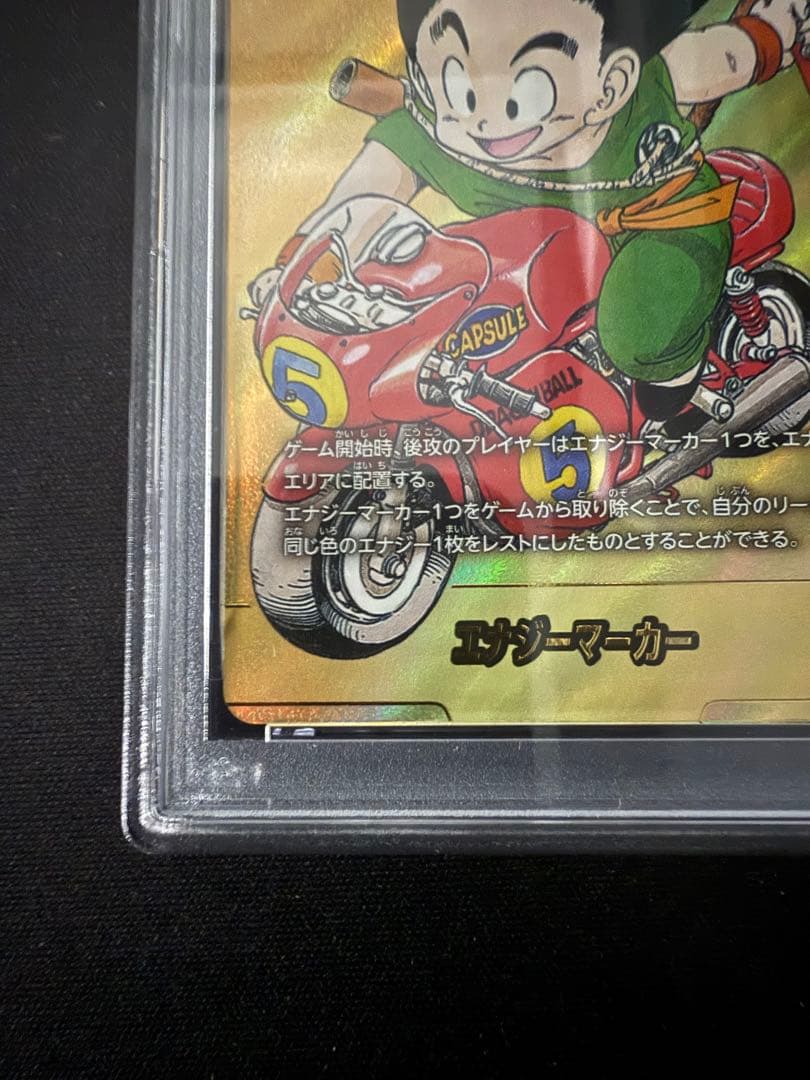 CAPSULE
5
DRAGON BALL
5
ゲーム開始時、後攻のプレイヤーはエナジーマーカー1つを、エナ
エリアに配置する。
エナジーマーカー1つをゲームから取り除くことで、自分のリー
同じ色のエナジー1枚をレストにしたものとすることができる。
エナジーマーカー